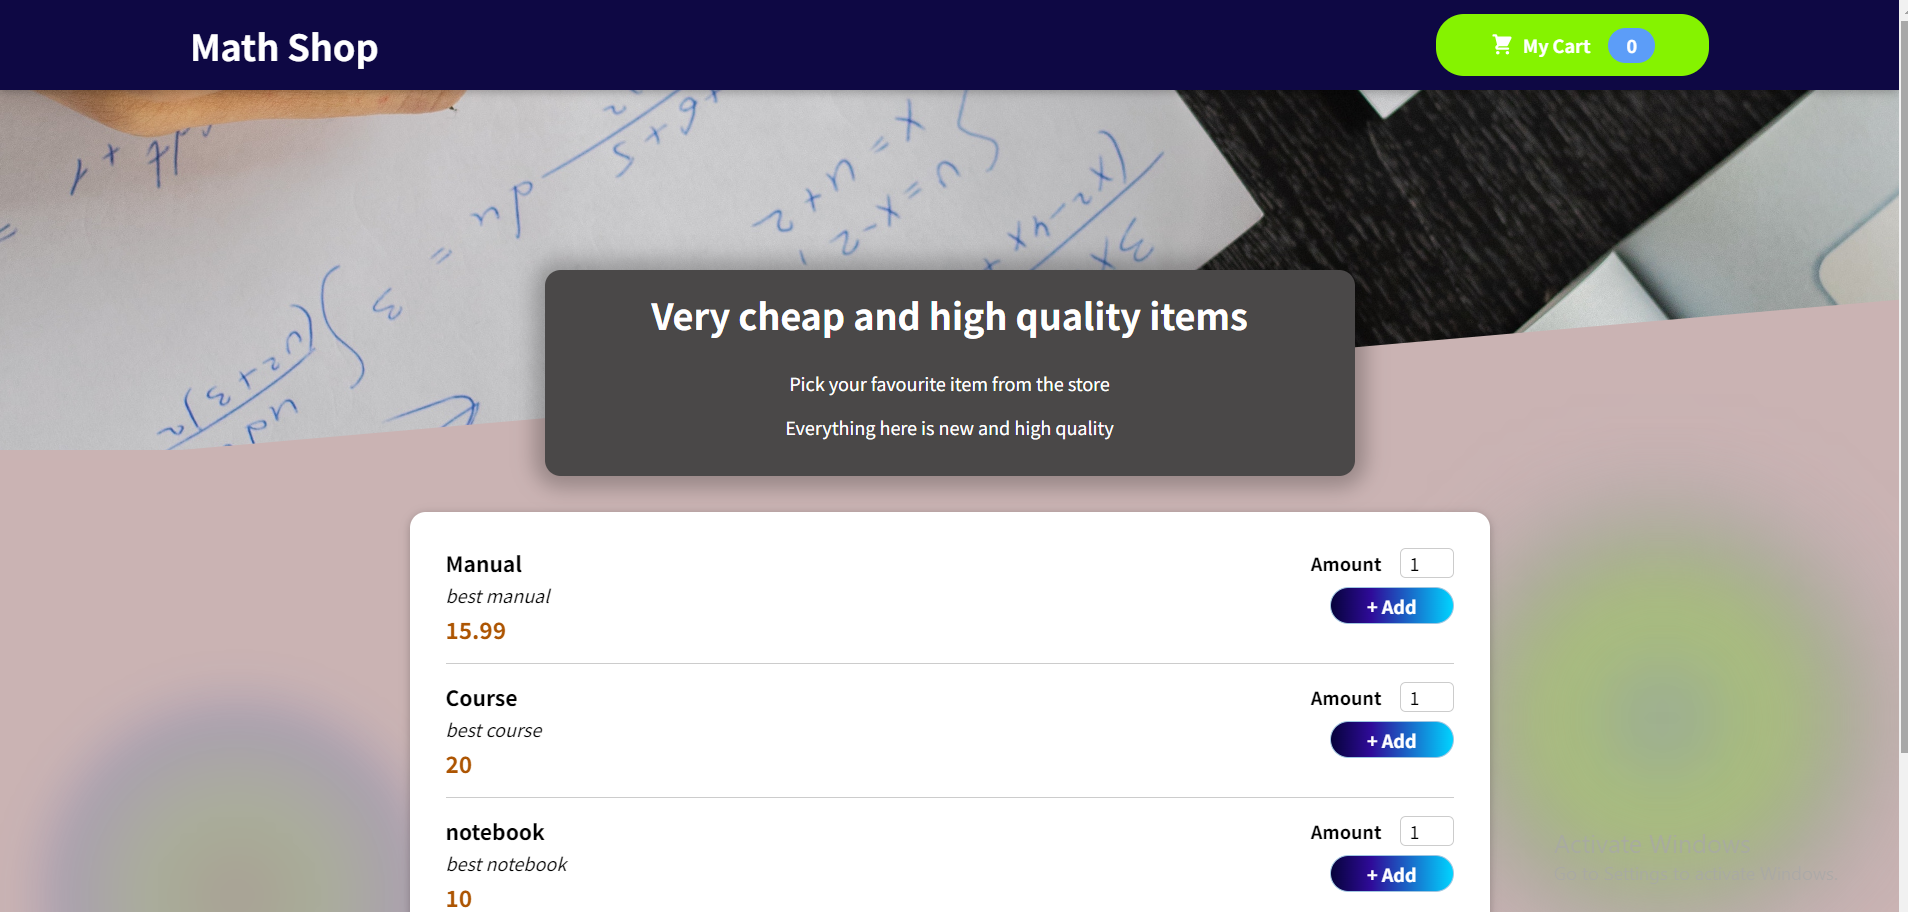 Math Shop
My Cart 0
Very cheap and high quality items
Pick your favourite item from the store
Everything here is new and high quality
Manual
Amount 1
best manual
+ Add
15.99
Course
Amount 1
best course
+ Add
20
notebook
Amount 1
best notebook
+ Add
10
Activate Windows
Go to Settings to activate Windows.